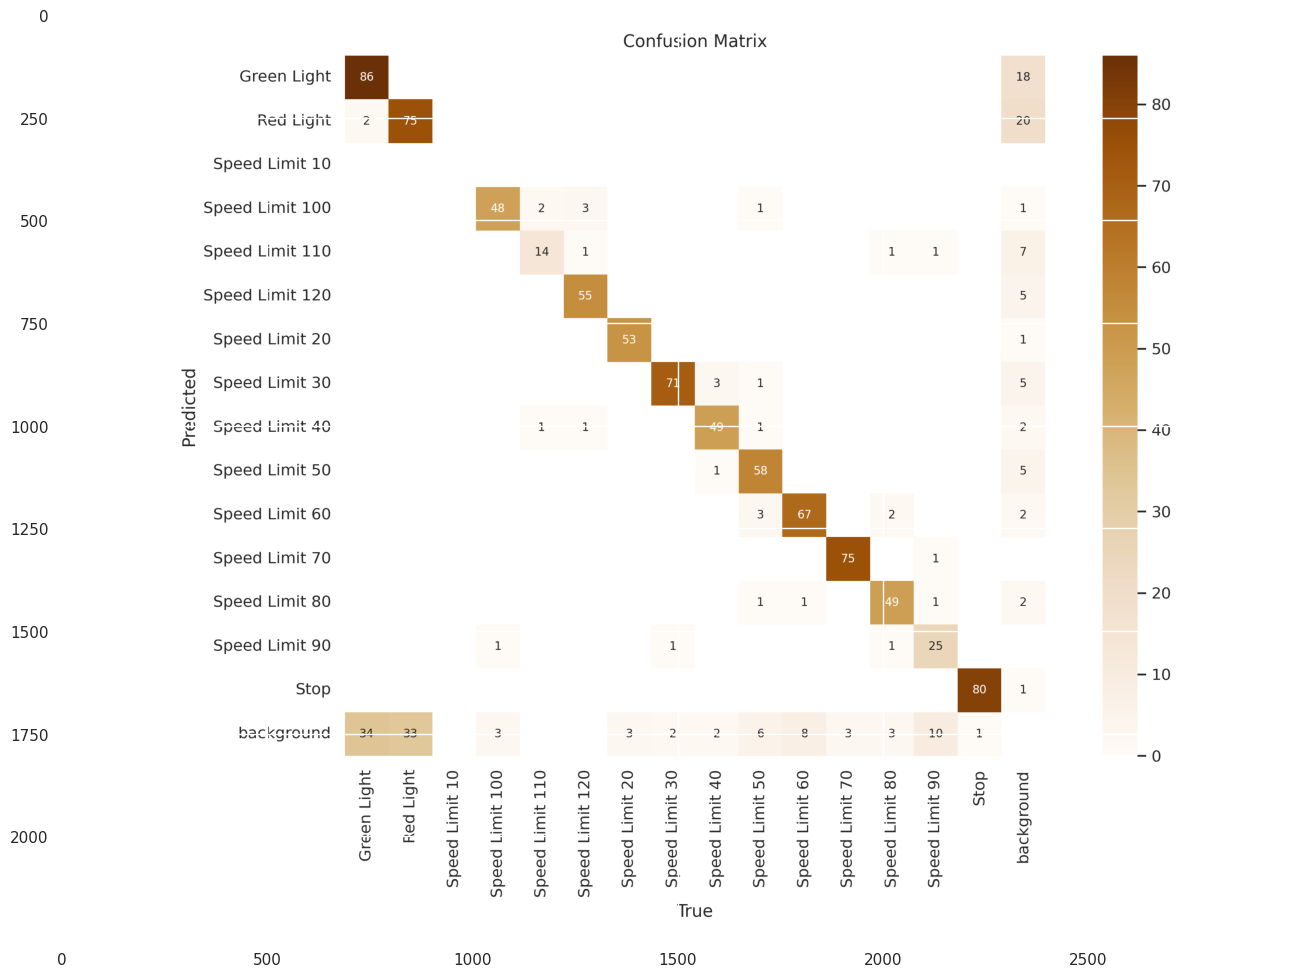 0
Confusion Matrix
Green Light 86 18
80
250 Red Light 2 75 20
Speed Limit 10
70
500 Speed Limit 100 48 2 3 1 1
Speed Limit 110 14 1 1 1 7
60
Speed Limit 120 55 5
750 Speed Limit 20 53 1
50
Predicted
Speed Limit 30 71 3 1 5
1000 Speed Limit 40 1 1 49 1 2
40
Speed Limit 50 1 58 5
30
1250 Speed Limit 60 3 67 2 2
Speed Limit 70 75 1
20
Speed Limit 80 1 1 49 1 2
1500 Speed Limit 90 1 1 1 25
10
Stop 80 1
1750 background 34 33 3 3 2 2 6 8 3 3 10 1
0
Green Light
Red Light
Speed Limit 10
Speed Limit 100
Speed Limit 110
Speed Limit 120
Speed Limit 20
Speed Limit 30
Speed Limit 40
Speed Limit 50
Speed Limit 60
Speed Limit 70
Speed Limit 80
Speed Limit 90
Stop
background
2000
True
0 500 1000 1500 2000 2500